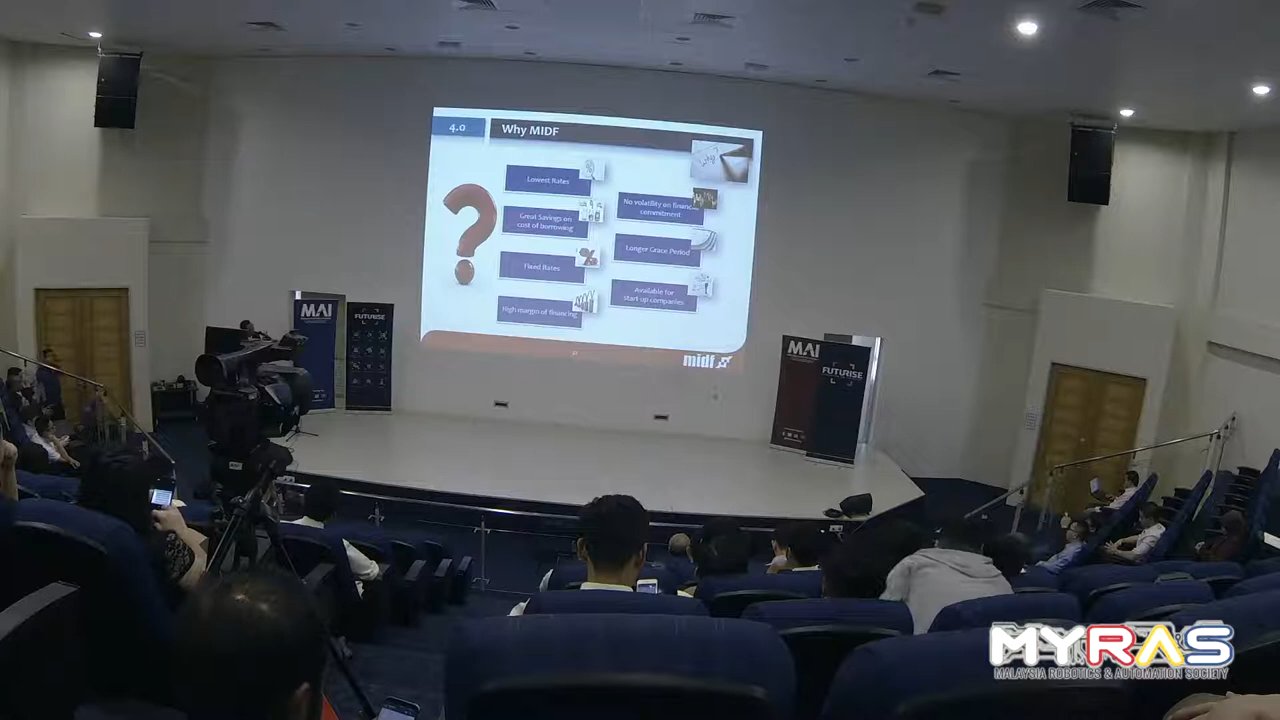 4.0
Why MIDF
Lowest Rates
Great Savings on
cost of borrowing
Fixed Rates
High margin of financing
No volatility on financial
commitment
Longer Grace Period
Available for
start-up companies
midf
MAI
FUTURISE
MAI
FUTURISE
MYRAS
MALAYSIA ROBOTICS & AUTOMATION SOCIETY